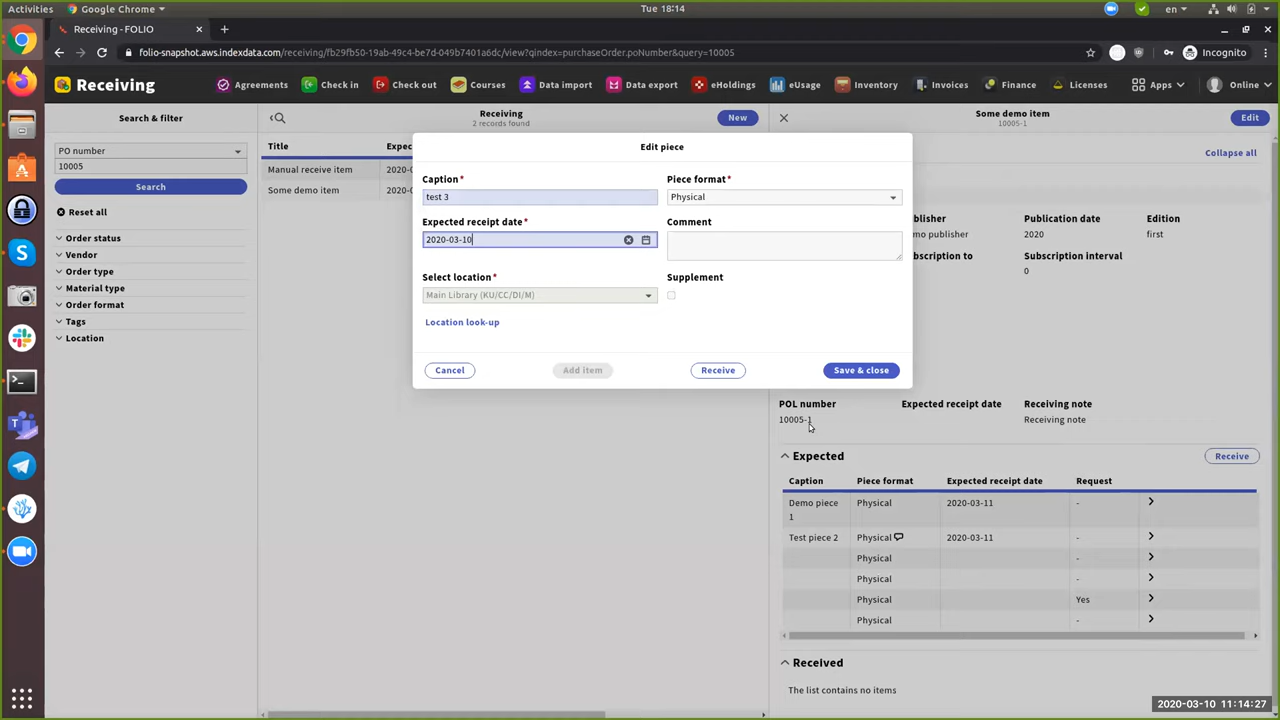 Activities Google Chrome Tue 18:14 en
Receiving - FOLIO
folio-snapshot.aws.indexdata.com/receiving/fb29fb50-19ab-49c4-be7d-049b7401a6dc/view?qindex=purchaseOrder.poNumber&query=10005 Incognito
Receiving Agreements Check in Check out Courses Data import Data export eHoldings eUsage Inventory Invoices Finance Licenses Apps Online
Search & filter
PO number
10005
Search
Reset all
Order status
Vendor
Order type
Material type
Order format
Tags
Location
Receiving
2 records found
New
Title Expec
Manual receive item 2020-0
Some demo item 2020-0
Edit piece
Caption* Piece format*
test 3 Physical
Expected receipt date* Comment
2020-03-10
Select location* Supplement
Main Library (KU/CC/DI/M)
Location look-up
Cancel Add item Receive Save & close
Some demo item
10005-1
Edit
Collapse all
blisher Publication date Edition
mo publisher 2020 first
bscription to Subscription interval
0
POL number Expected receipt date Receiving note
10005-1 Receiving note
Expected Receive
Caption Piece format Expected receipt date Request
Demo piece 1 Physical 2020-03-11 -
Test piece 2 Physical 2020-03-11 -
Physical -
Physical -
Physical Yes
Physical -
Received
The list contains no items
2020-03-10 11:14:27